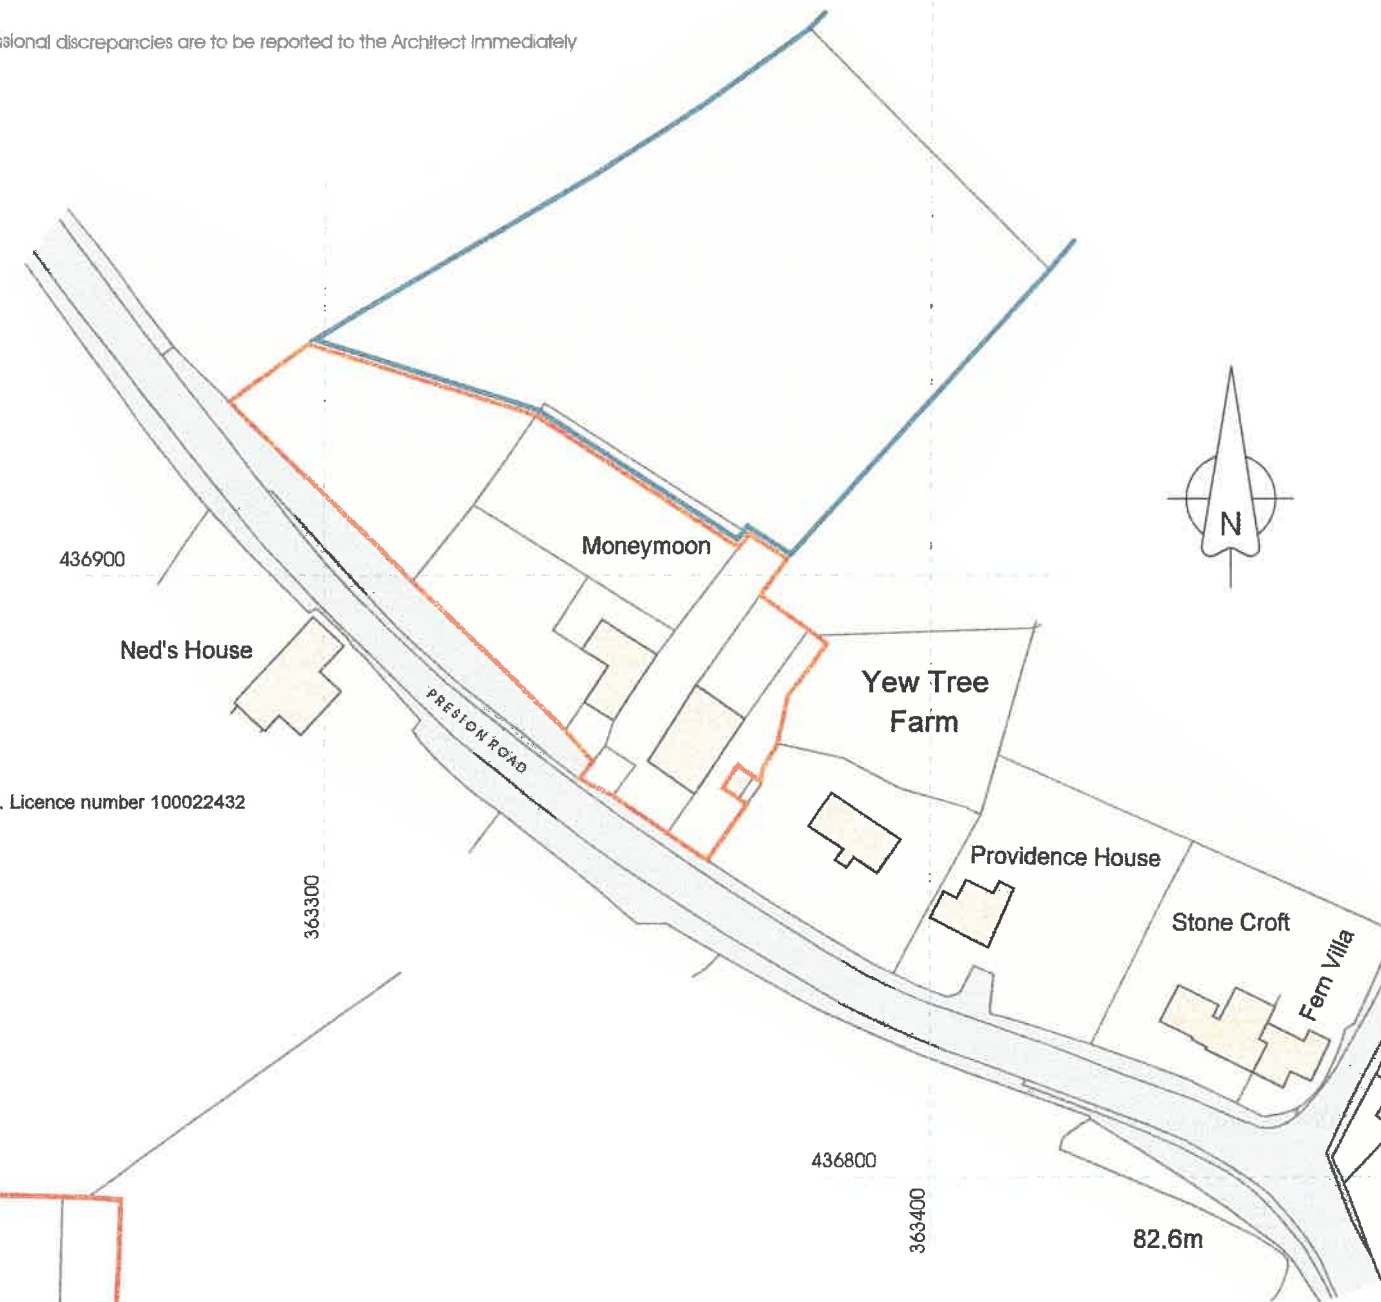 dimensional discrepancies are to be reported to the Architect immediately
436900
Moneymoon
N
Ned's House
Yew Tree
Farm
PRESTON ROAD
. Licence number 100022432
363300
Providence House
Stone Croft
Fern Villa
436800
363400
82.6m